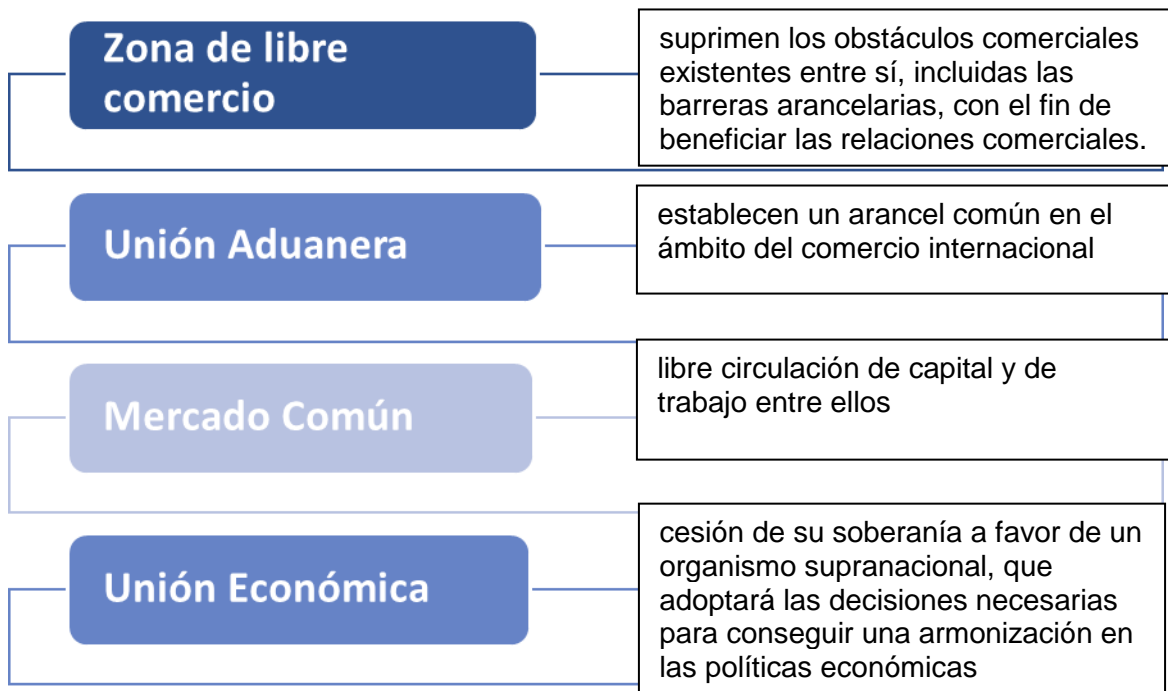 Zona de libre
comercio
suprimen los obstáculos comerciales
existentes entre sí, incluidas las
barreras arancelarias, con el fin de
beneficiar las relaciones comerciales.
Unión Aduanera
establecen un arancel común en el
ámbito del comercio internacional
Mercado Común
libre circulación de capital y de
trabajo entre ellos
Unión Económica
cesión de su soberanía a favor de un
organismo supranacional, que
adoptará las decisiones necesarias
para conseguir una armonización en
las políticas económicas